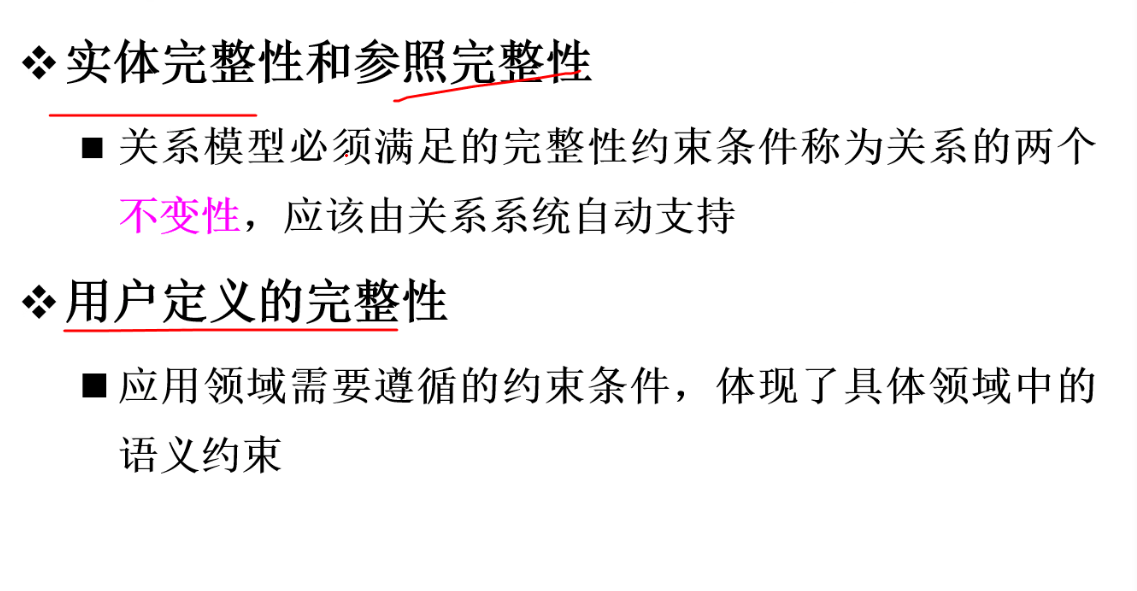 ❖实体完整性和参照完整性
■ 关系模型必须满足的完整性约束条件称为关系的两个
不变性，应该由关系系统自动支持
❖用户定义的完整性
■ 应用领域需要遵循的约束条件，体现了具体领域中的
语义约束